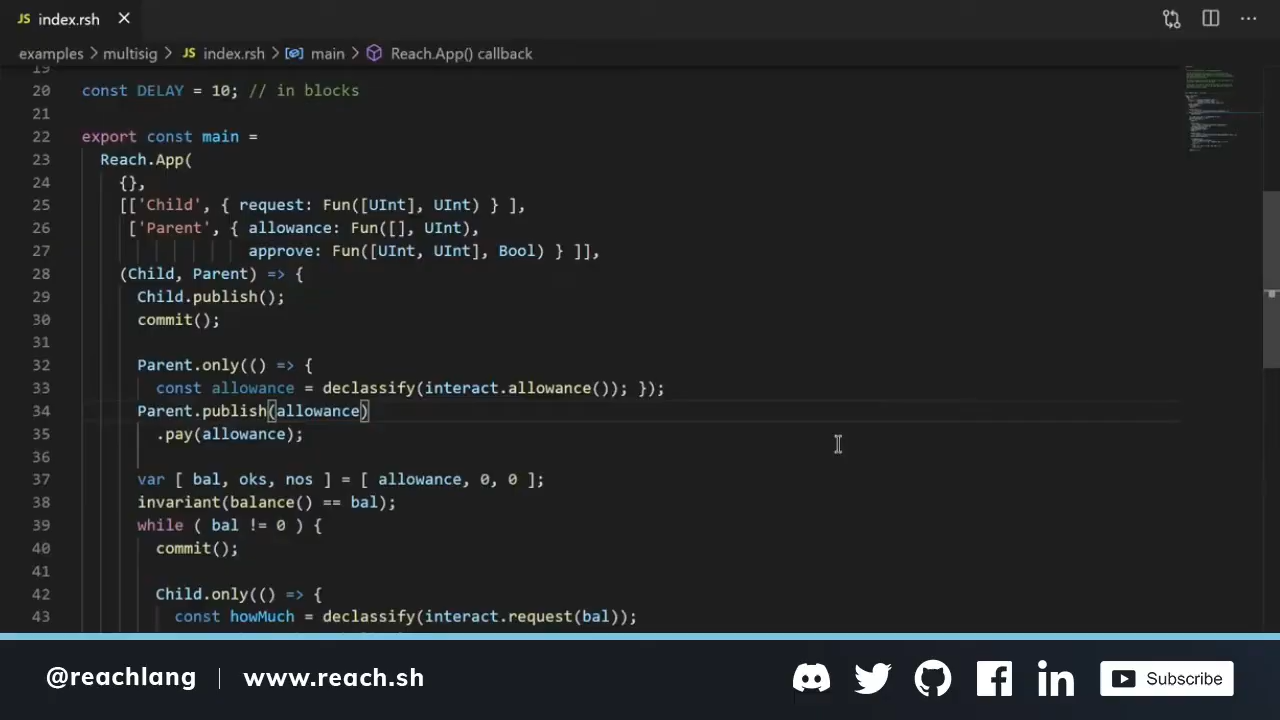 JS index.rsh ×
examples > multisig > JS index.rsh > main > Reach.App() callback
19
20 const DELAY = 10; // in blocks
21
22 export const main =
23 Reach.App(
24 {},
25 [['Child', { request: Fun([UInt], UInt) } ],
26 ['Parent', { allowance: Fun([], UInt),
27 approve: Fun([UInt, UInt], Bool) } ]],
28 (Child, Parent) => {
29 Child.publish();
30 commit();
31
32 Parent.only(() => {
33 const allowance = declassify(interact.allowance()); });
34 Parent.publish(allowance)
35 .pay(allowance);
36
37 var [ bal, oks, nos ] = [ allowance, 0, 0 ];
38 invariant(balance() == bal);
39 while ( bal != 0 ) {
40 commit();
41
42 Child.only(() => {
43 const howMuch = declassify(interact.request(bal));
@reachlang | www.reach.sh
Subscribe